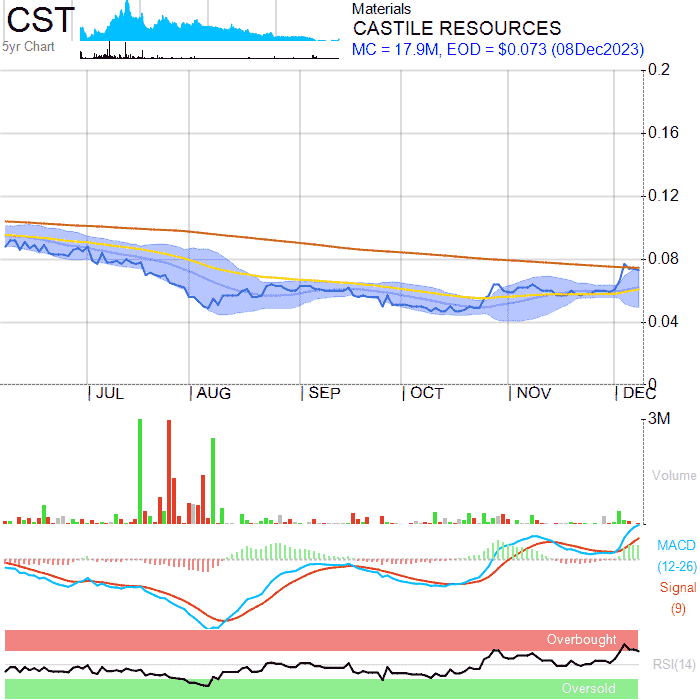 CST
5yr Chart
Materials
CASTILE RESOURCES
MC = 17.9M, EOD = $0.073 (08Dec2023)
0.2
0.16
0.12
0.08
0.04
0
JUL AUG SEP OCT NOV DEC
3M
Volume
MACD
(12-26)
Signal
(9)
Overbought
RSI(14)
Oversold